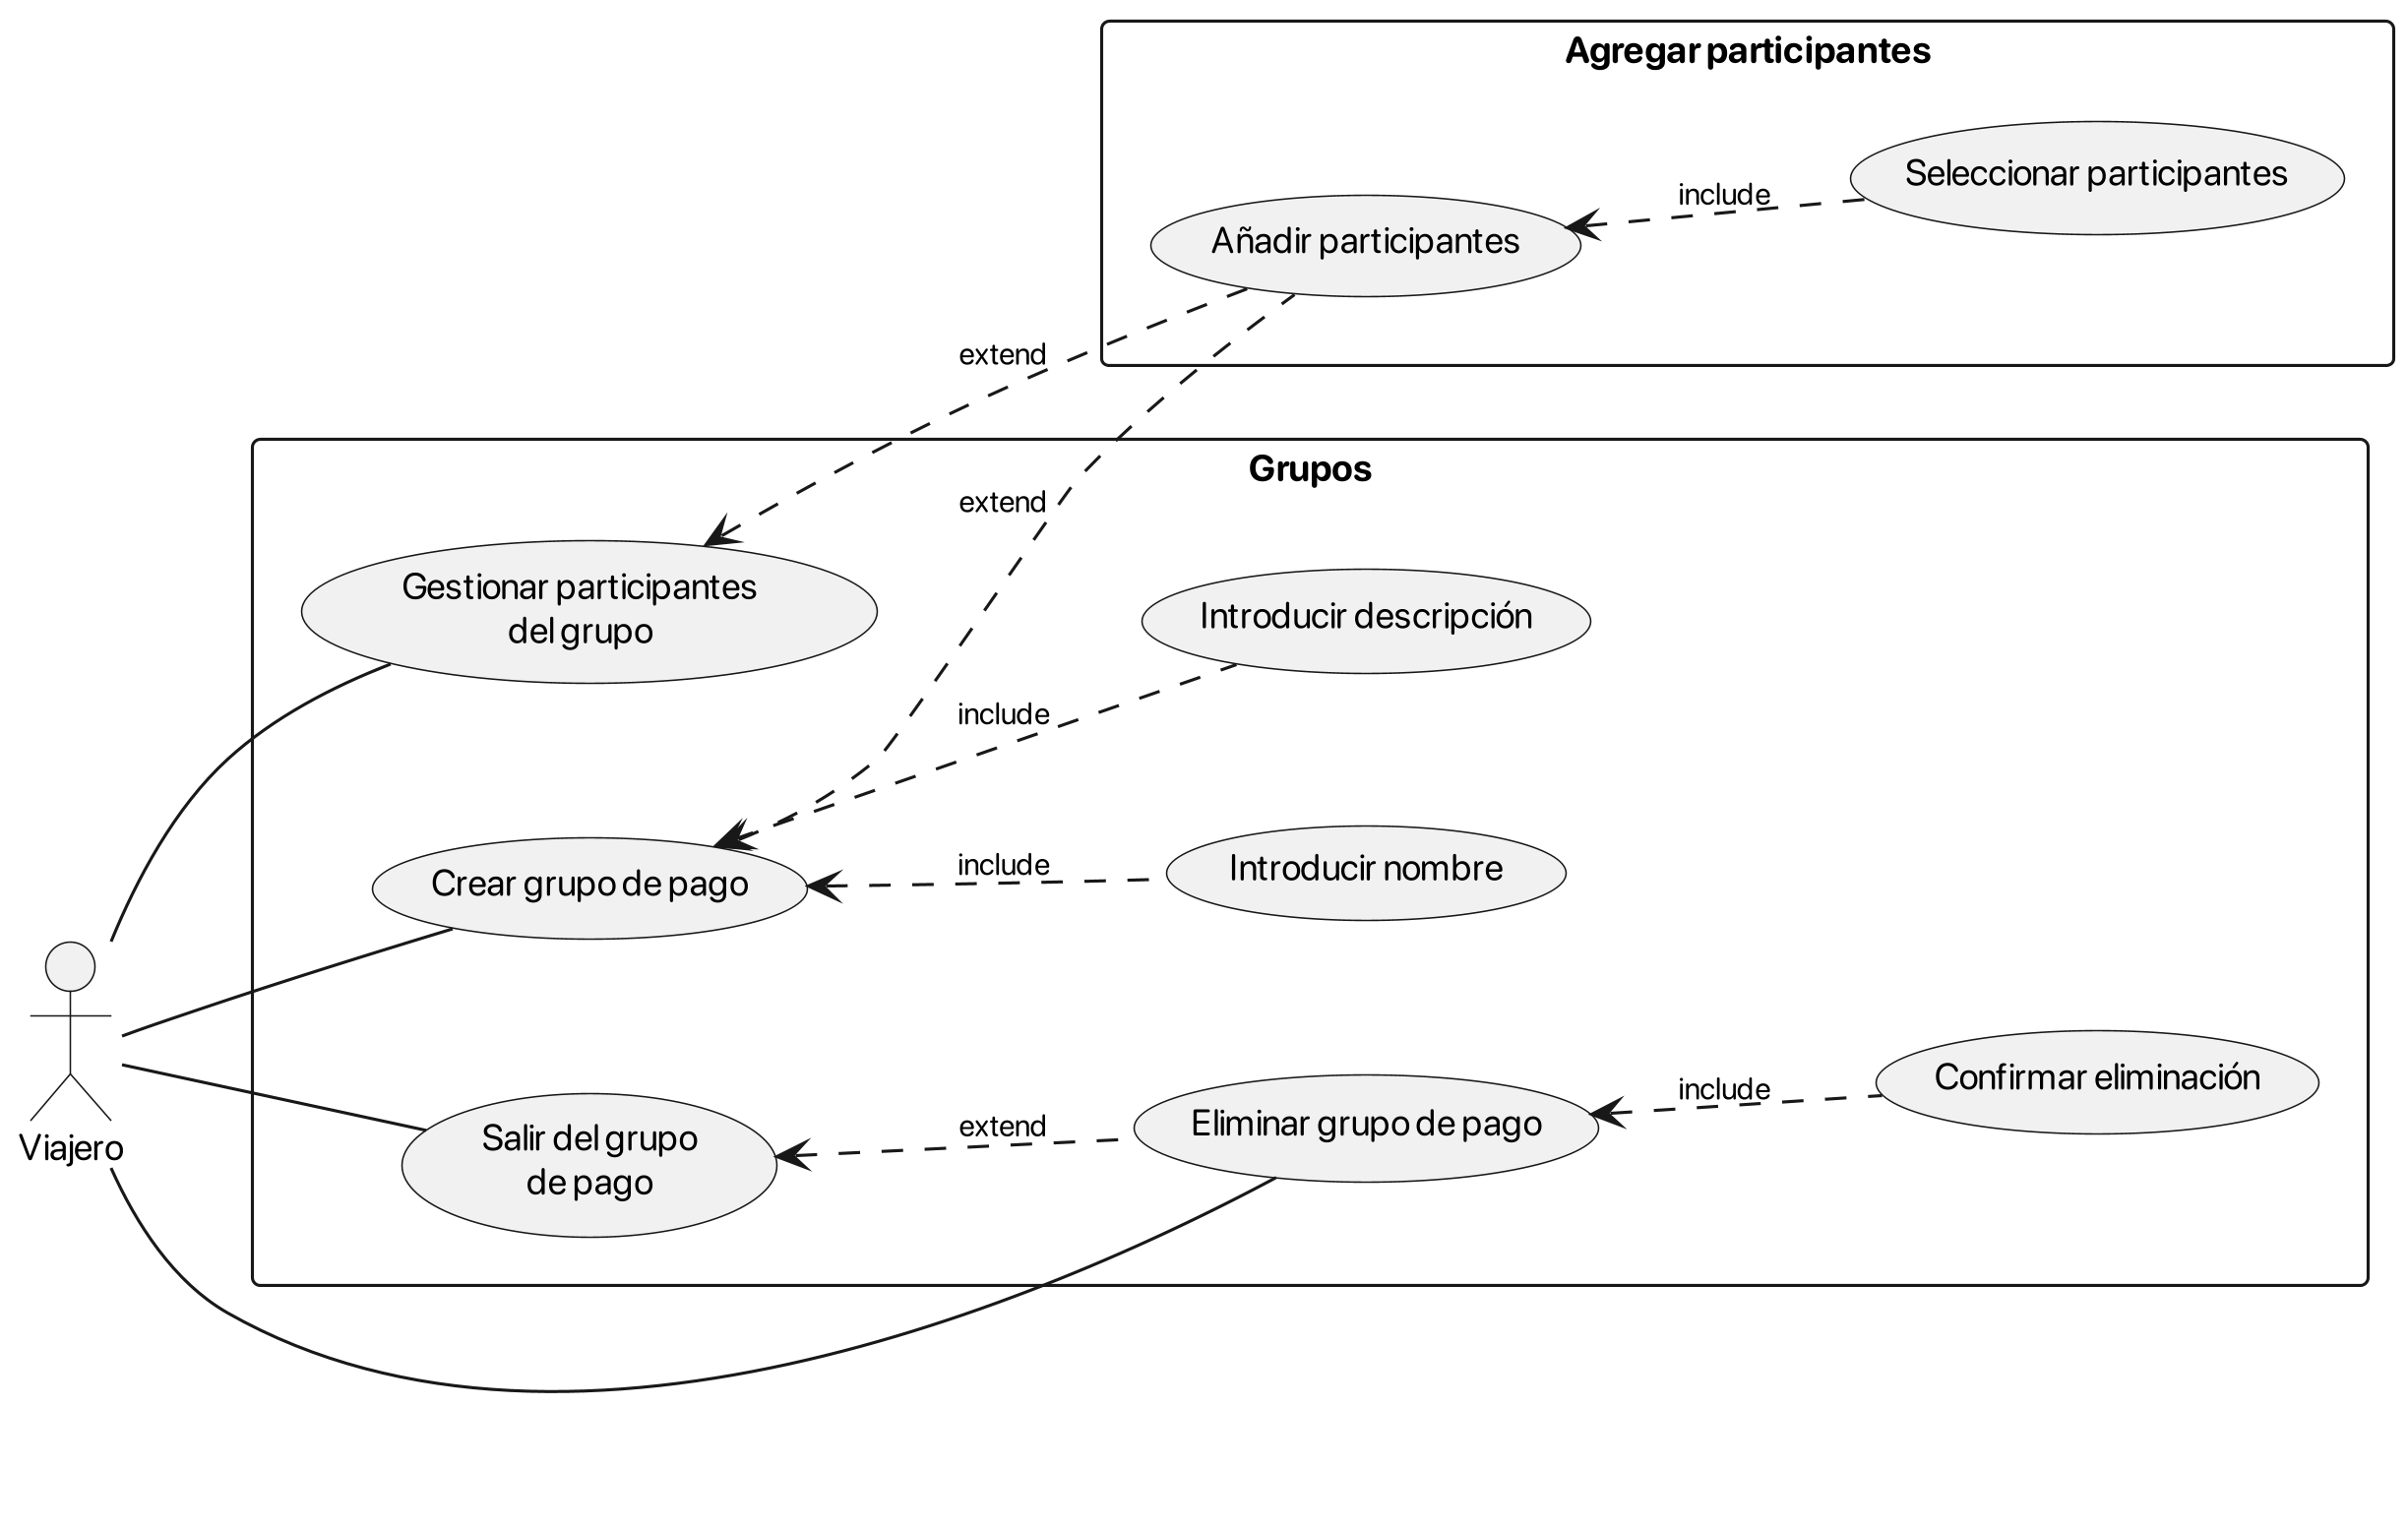 Agregar participantes
Seleccionar participantes
include
Añadir participantes
extend
Grupos
extend
Gestionar participantes
del grupo
Introducir descripción
include
include
Introducir nombre
Crear grupo de pago
Confirmar eliminación
include
Eliminar grupo de pago
extend
Salir del grupo
de pago
Viajero